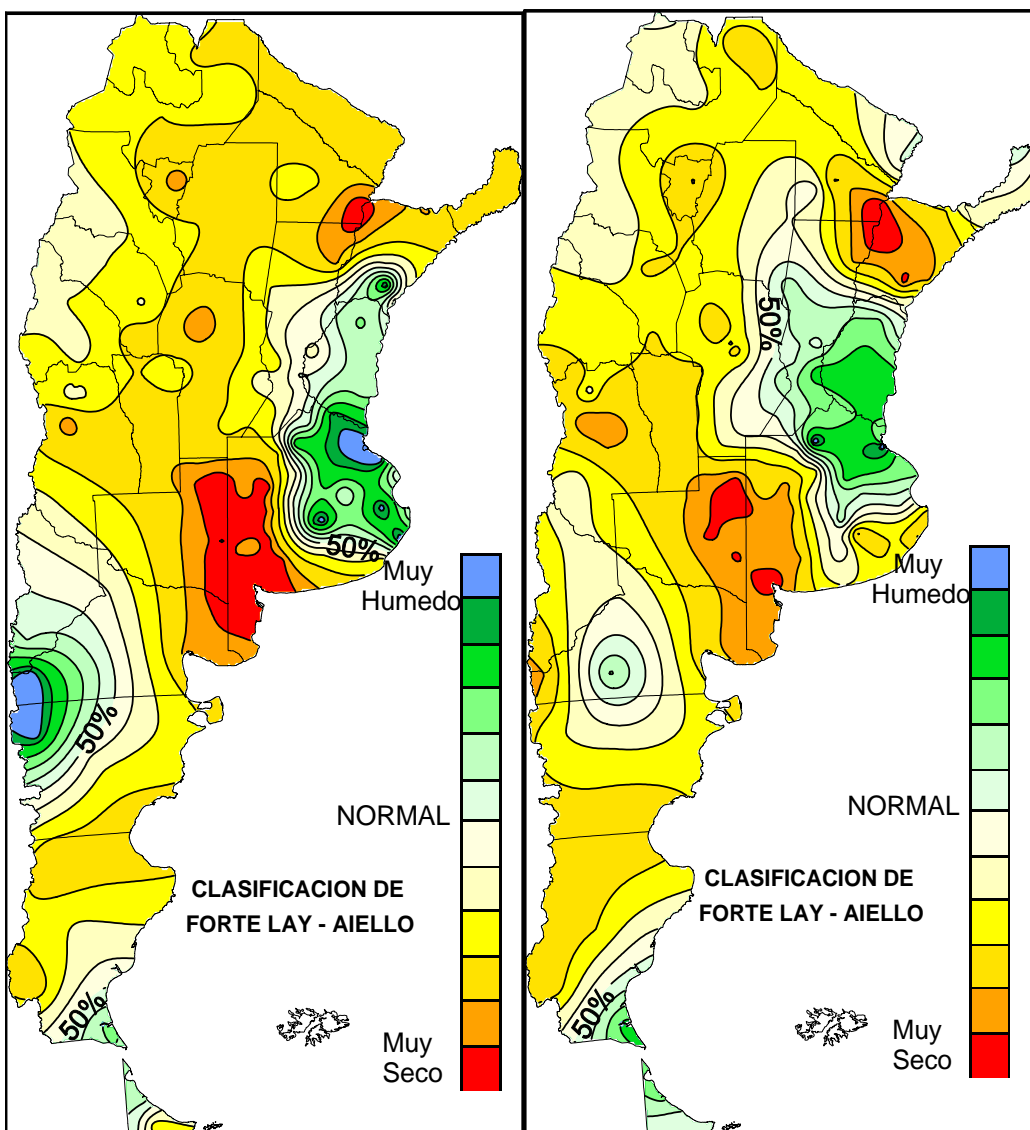 50%
Muy
Humedo
50%
NORMAL
CLASIFICACION DE
FORTE LAY - AIELLO
50%
Muy
Seco
50%
Muy
Humedo
NORMAL
CLASIFICACION DE
FORTE LAY - AIELLO
50%
Muy
Seco